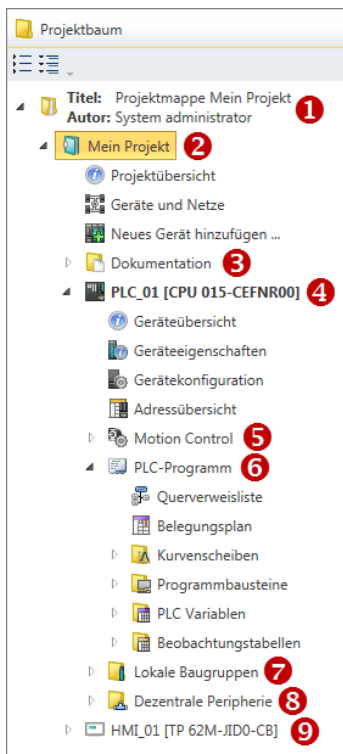 Projektbaum
Titel: Projektmappe Mein Projekt
Autor: System administrator
1
Mein Projekt 2
Projektübersicht
Geräte und Netze
Neues Gerät hinzufügen ...
Dokumentation 3
PLC_01 [CPU 015-CEFNR00] 4
Geräteübersicht
Geräteeigenschaften
Gerätekonfiguration
Adressübersicht
Motion Control 5
PLC-Programm 6
Querverweisliste
Belegungsplan
Kurvenscheiben
Programmbausteine
PLC Variablen
Beobachtungstabellen
Lokale Baugruppen 7
Dezentrale Peripherie 8
HMI_01 [TP 62M-JID0-CB] 9